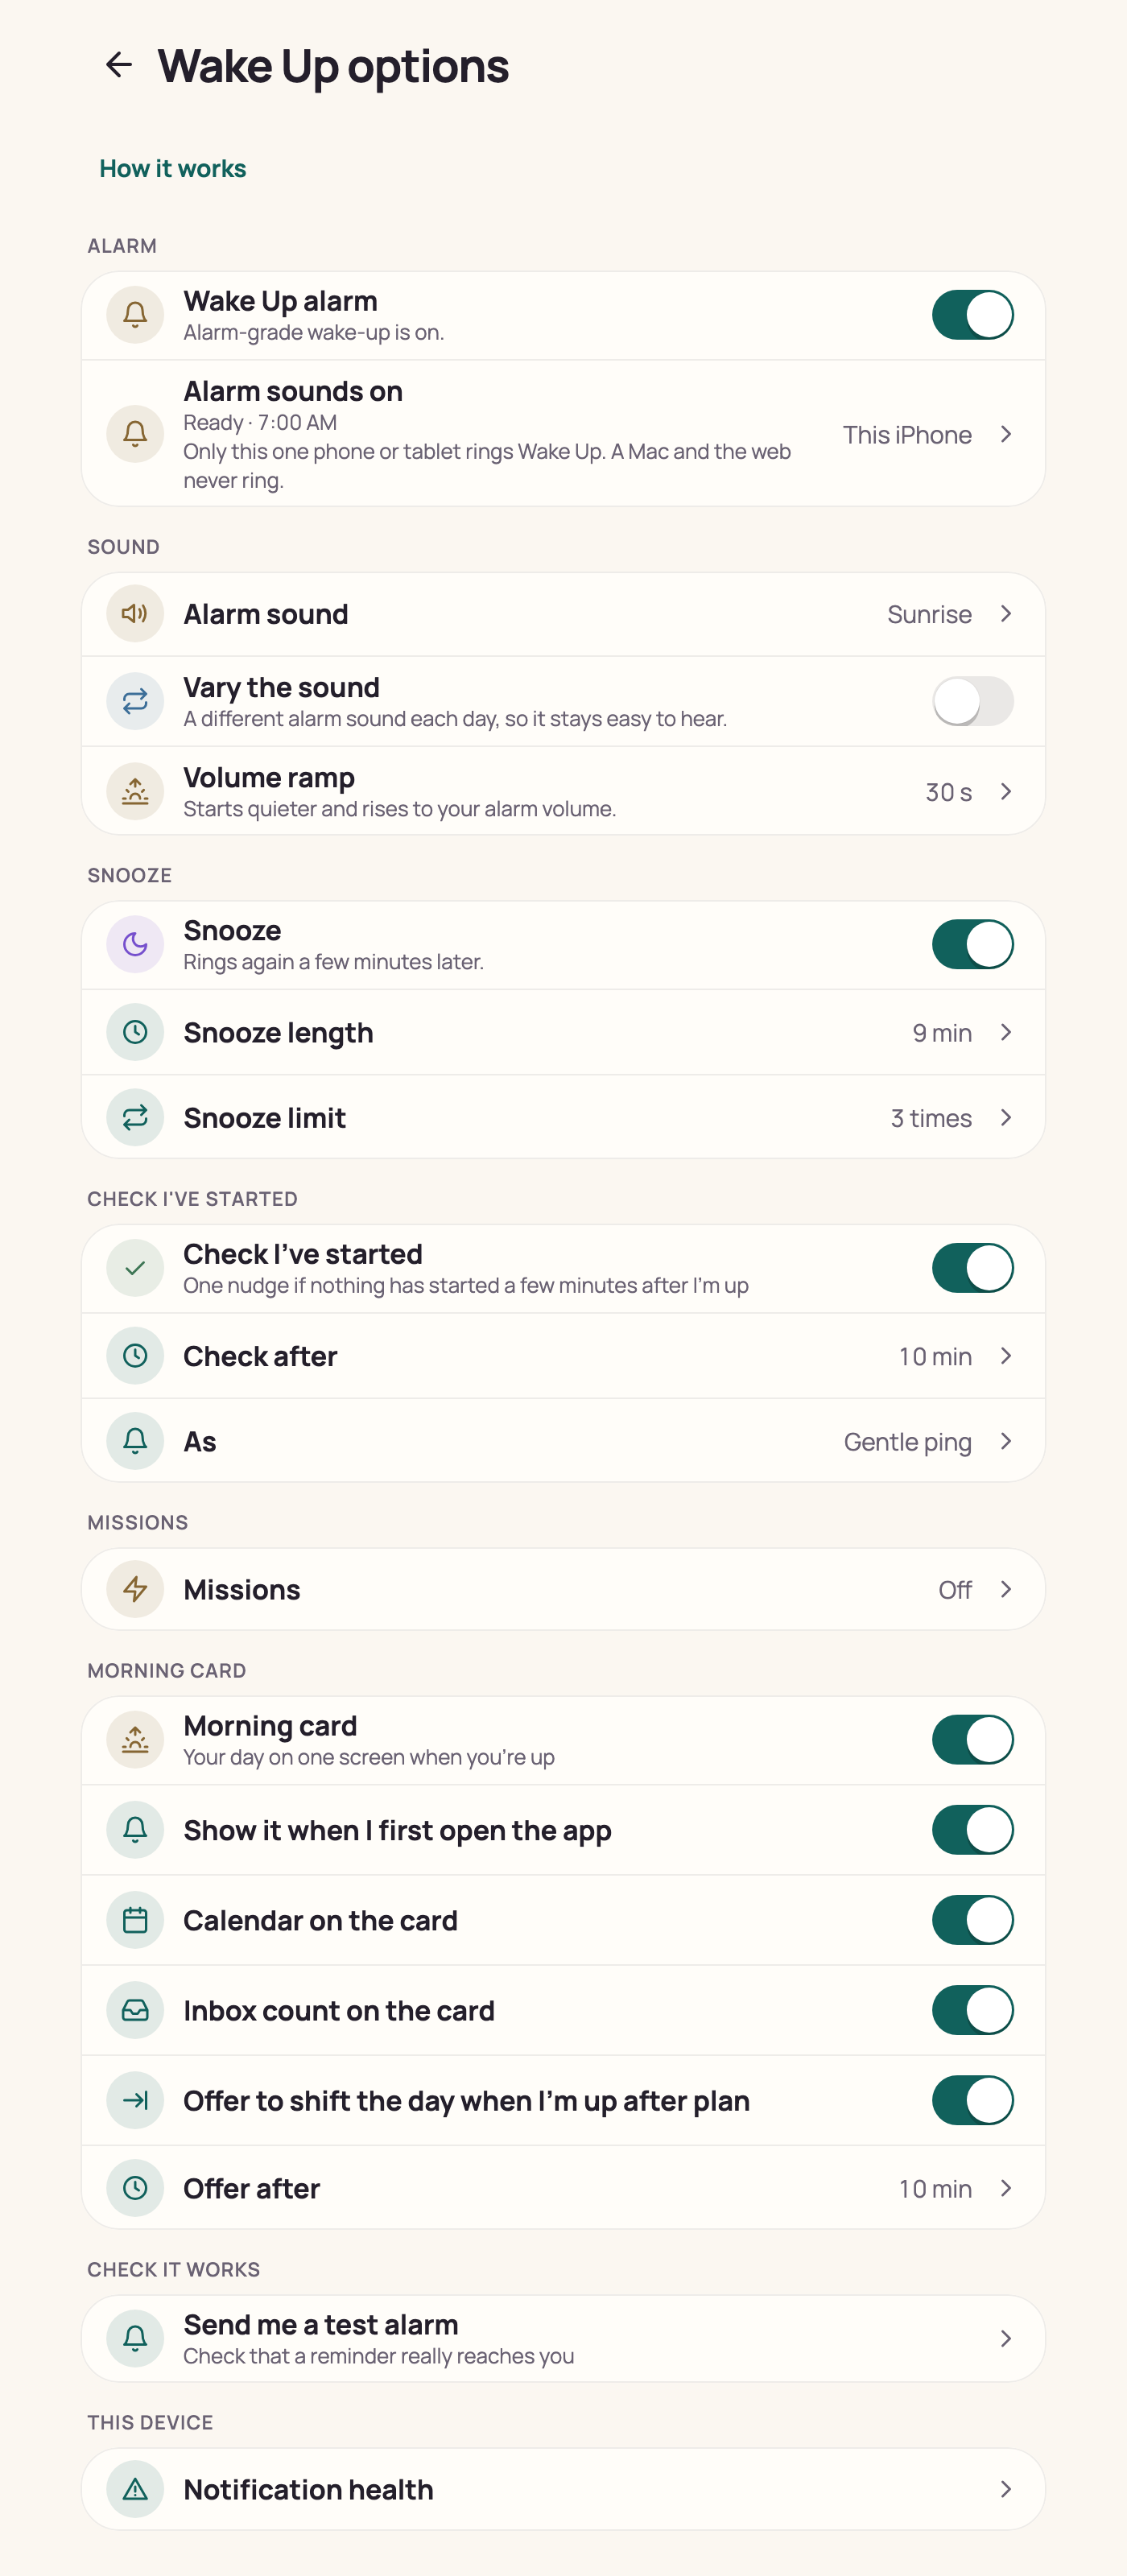 Wake Up options
How it works
ALARM
Wake Up alarm
Alarm-grade wake-up is on.
Alarm sounds on
Ready · 7:00 AM
Only this one phone or tablet rings Wake Up. A Mac and the web
never ring.
This iPhone
SOUND
Alarm sound
Sunrise
Vary the sound
A different alarm sound each day, so it stays easy to hear.
Volume ramp
Starts quieter and rises to your alarm volume.
30 s
SNOOZE
Snooze
Rings again a few minutes later.
Snooze length
9 min
Snooze limit
3 times
CHECK I'VE STARTED
Check I’ve started
One nudge if nothing has started a few minutes after I’m up
Check after
10 min
As
Gentle ping
MISSIONS
Missions
Off
MORNING CARD
Morning card
Your day on one screen when you’re up
Show it when I first open the app
Calendar on the card
Inbox count on the card
Offer to shift the day when I’m up after plan
Offer after
10 min
CHECK IT WORKS
Send me a test alarm
Check that a reminder really reaches you
THIS DEVICE
Notification health